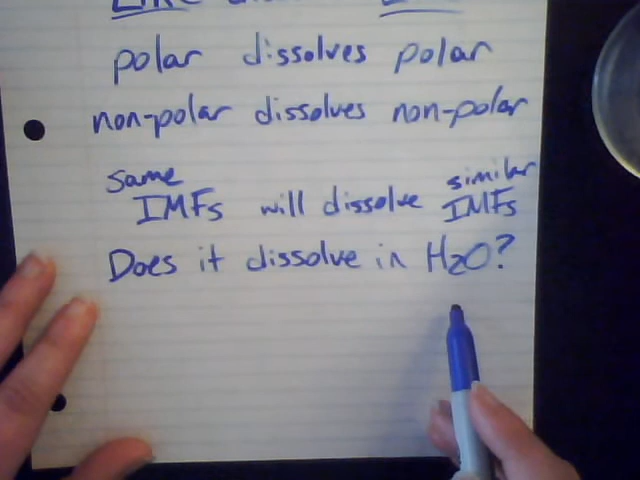 polar dissolves polar
non-polar dissolves non-polar
same similar
IMFs will dissolve IMFs
Does it dissolve in H2O?